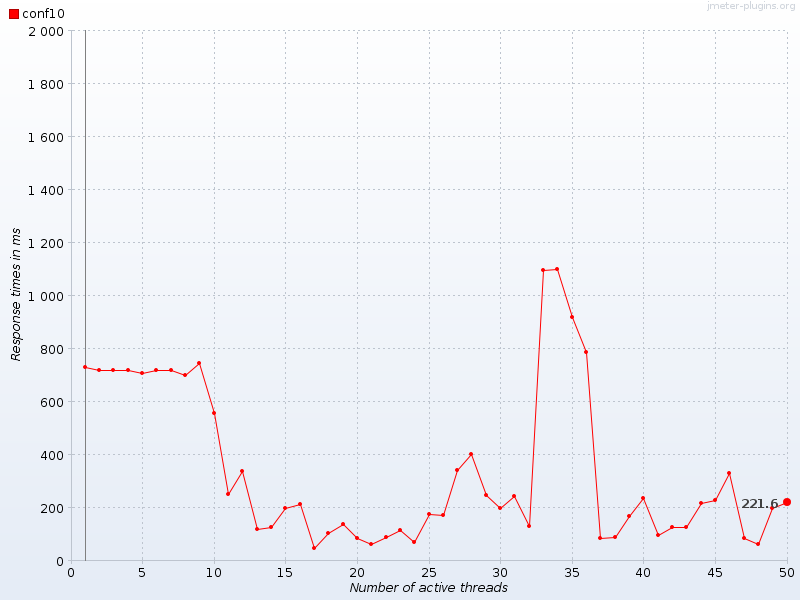 jmeter-plugins.org
conf10
2 000
1 800
1 600
1 400
1 200
1 000
800
600
400
200
0
Response times in ms
221.6
0 5 10 15 20 25 30 35 40 45 50
Number of active threads